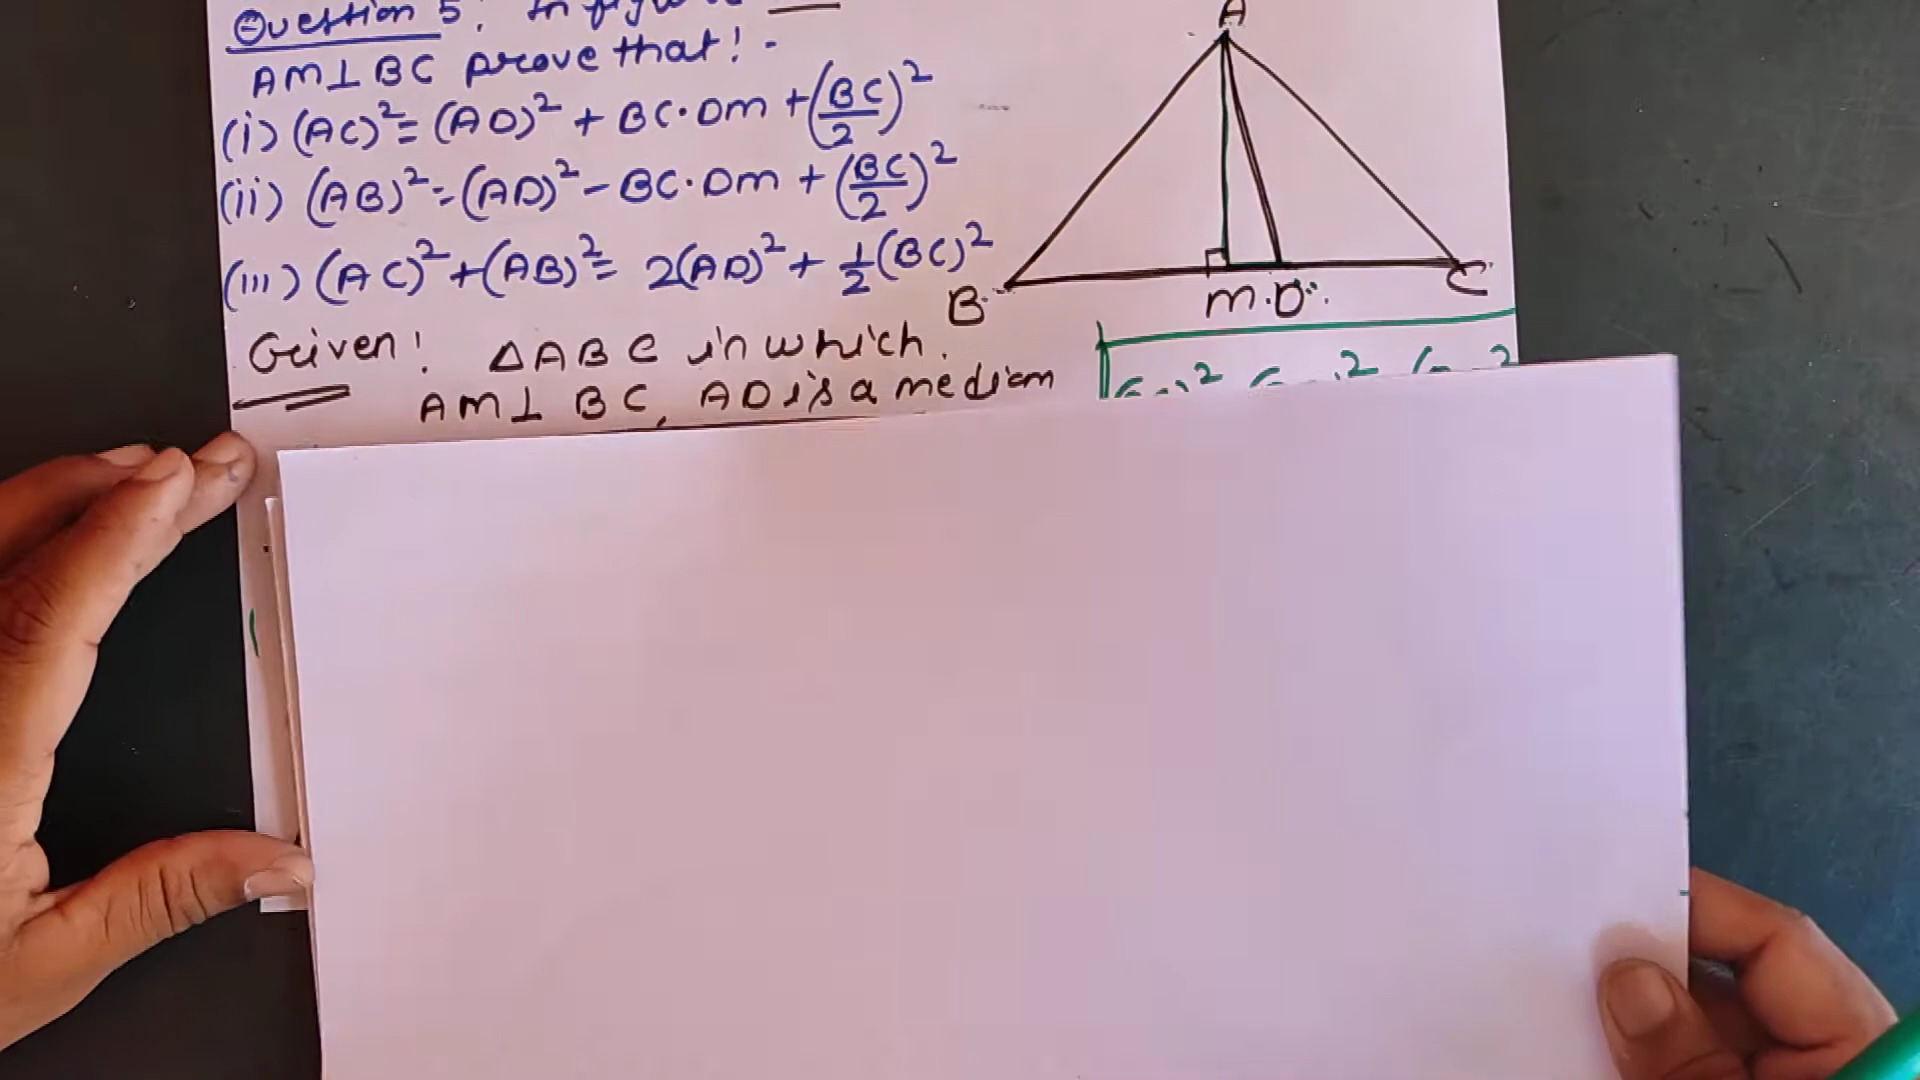 Question 5: In fig
AM⊥ BC prove that! -
(i) (AC)²= (AD)² + BC·DM + (BC/2)²
(ii) (AB)²= (AD)² - BC·DM + (BC/2)²
(iii) (AC)²+(AB)²= 2(AD)² + 1/2(BC)²
Given! ΔABC in which.
AM⊥ BC, AD is a median
A
B
M.D
C